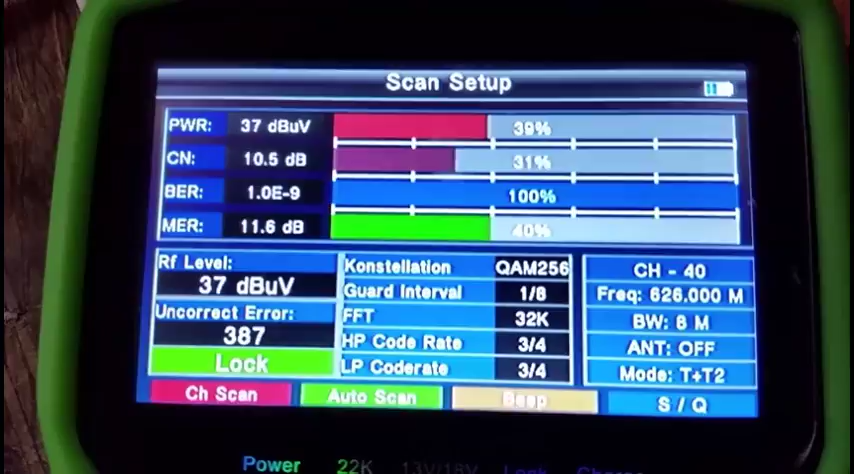 Scan Setup
PWR: 37 dBuV 39%
CN: 10.5 dB 31%
BER: 1.0E-9 100%
MER: 11.6 dB 40%
Rf Level:
37 dBuV
Uncorrect Error:
387
Lock
Konstellation QAM256
Guard Interval 1/8
FFT 32K
HP Code Rate 3/4
LP Coderate 3/4
CH - 40
Freq: 626.000 M
BW: 8 M
ANT: OFF
Mode: T+T2
Ch Scan Auto Scan Beep S / Q
Power 22K 13V/18V Lock